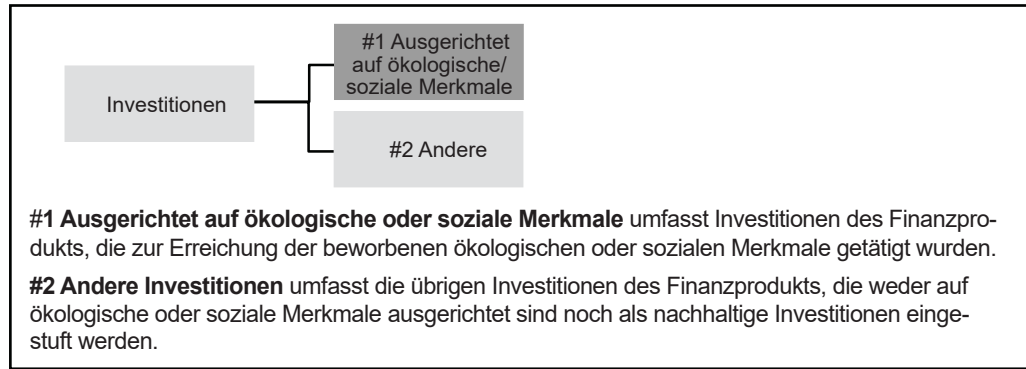 #1 Ausgerichtet
auf ökologische/
soziale Merkmale
Investitionen
#2 Andere
#1 Ausgerichtet auf ökologische oder soziale Merkmale umfasst Investitionen des Finanzpro-
dukts, die zur Erreichung der beworbenen ökologischen oder sozialen Merkmale getätigt wurden.
#2 Andere Investitionen umfasst die übrigen Investitionen des Finanzprodukts, die weder auf
ökologische oder soziale Merkmale ausgerichtet sind noch als nachhaltige Investitionen einge-
stuft werden.